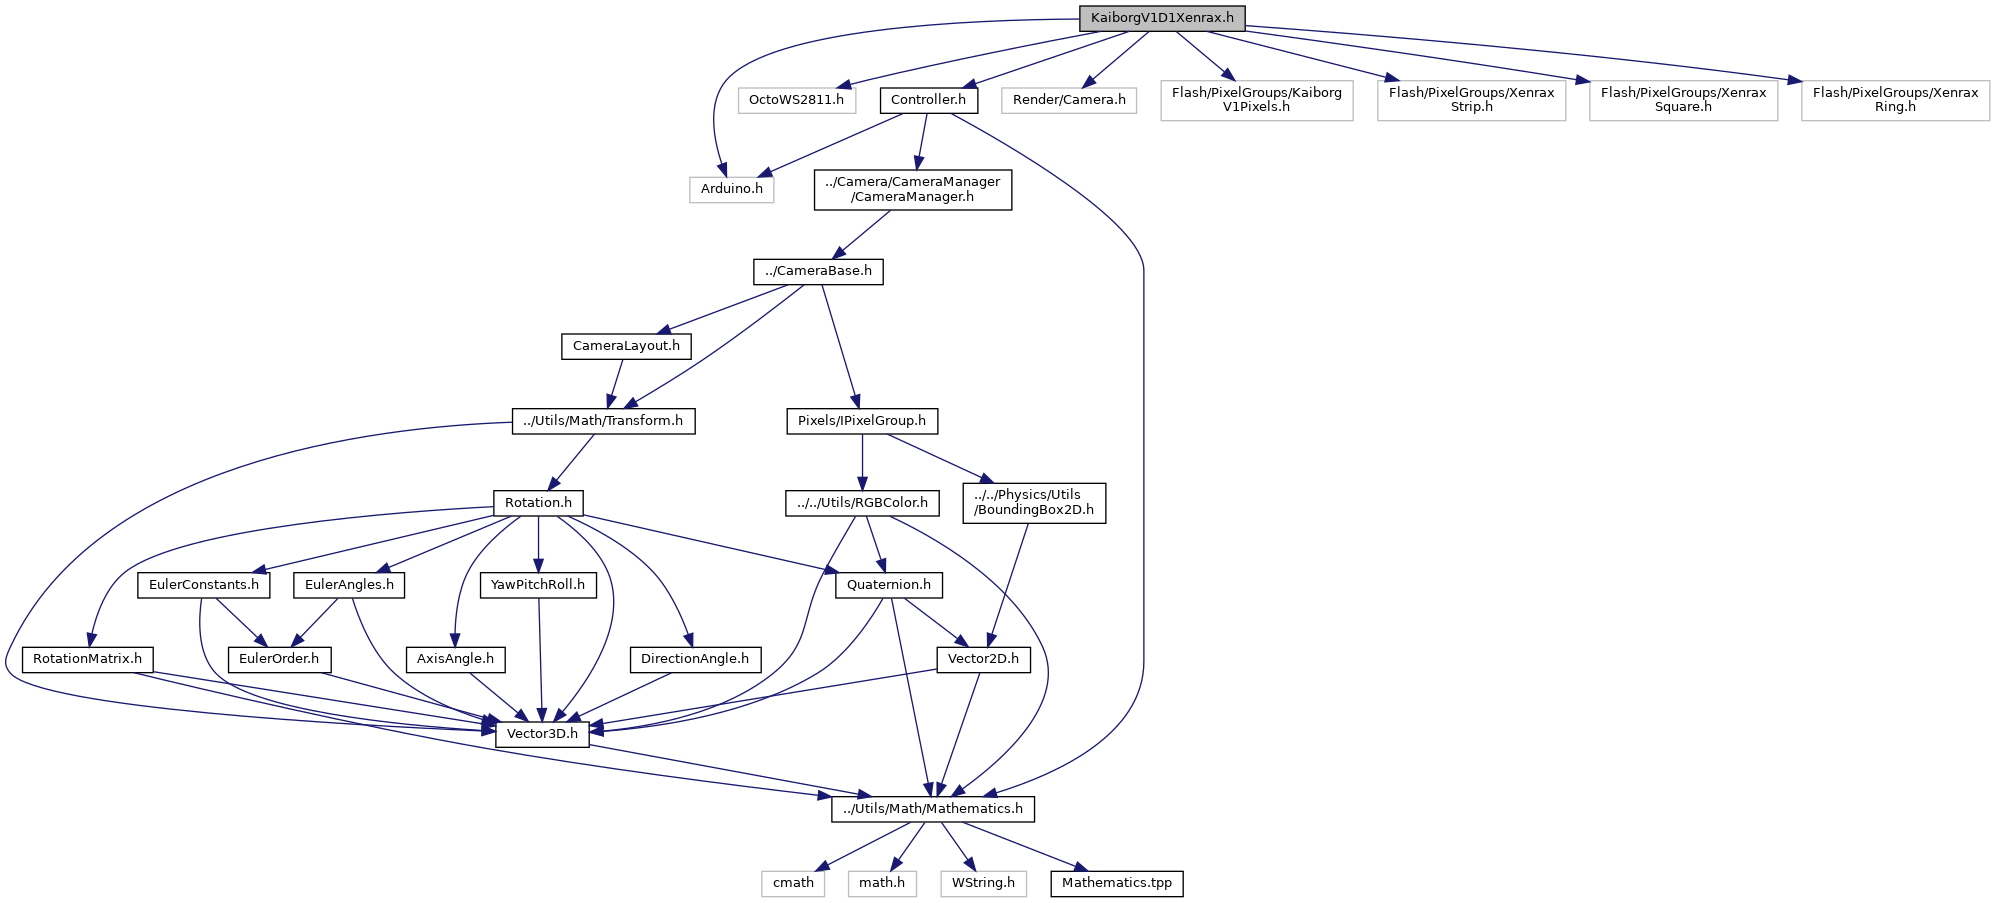 KaiborgV1D1Xenrax.h
OctoWS2811.h
Controller.h
Render/Camera.h
Flash/PixelGroups/Kaiborg
V1Pixels.h
Flash/PixelGroups/Xenrax
Strip.h
Flash/PixelGroups/Xenrax
Square.h
Flash/PixelGroups/Xenrax
Ring.h
Arduino.h
../Camera/CameraManager
/CameraManager.h
../CameraBase.h
CameraLayout.h
../Utils/Math/Transform.h
Pixels/IPixelGroup.h
Rotation.h
../../Utils/RGBColor.h
../../Physics/Utils
/BoundingBox2D.h
EulerConstants.h
EulerAngles.h
YawPitchRoll.h
Quaternion.h
RotationMatrix.h
EulerOrder.h
AxisAngle.h
DirectionAngle.h
Vector2D.h
Vector3D.h
../Utils/Math/Mathematics.h
cmath
math.h
WString.h
Mathematics.tpp